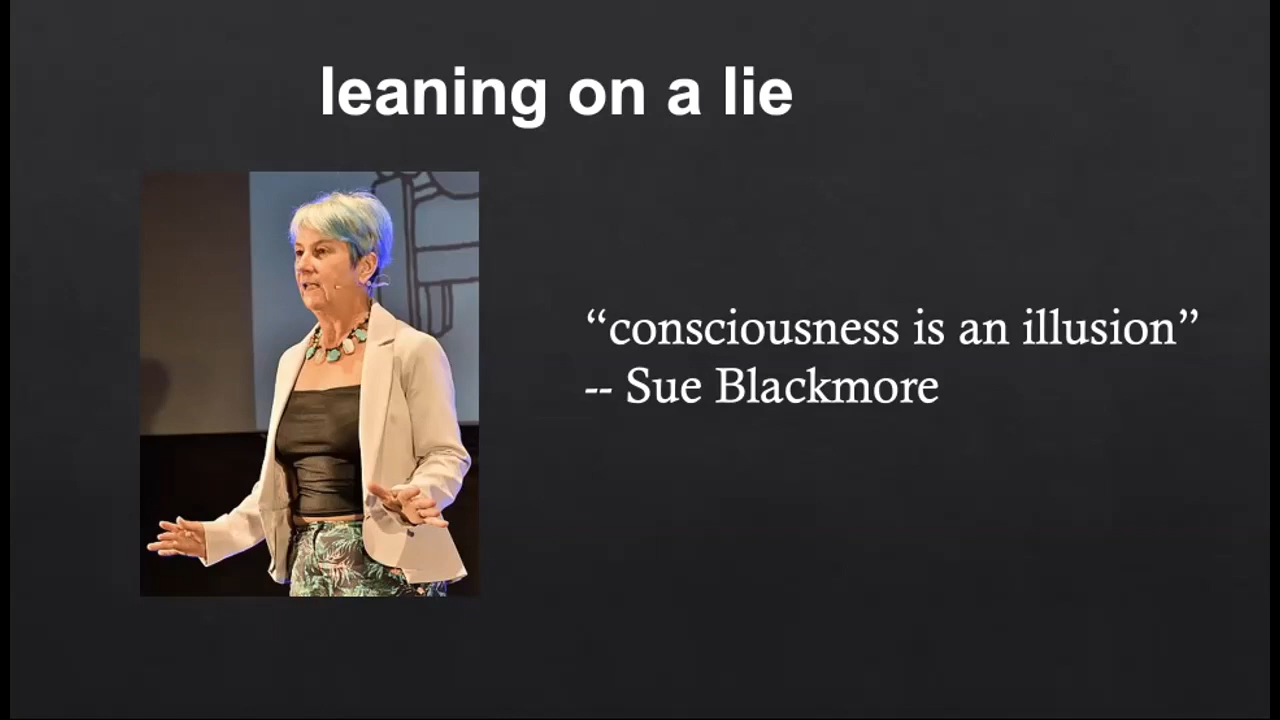 leaning on a lie
“consciousness is an illusion”
-- Sue Blackmore